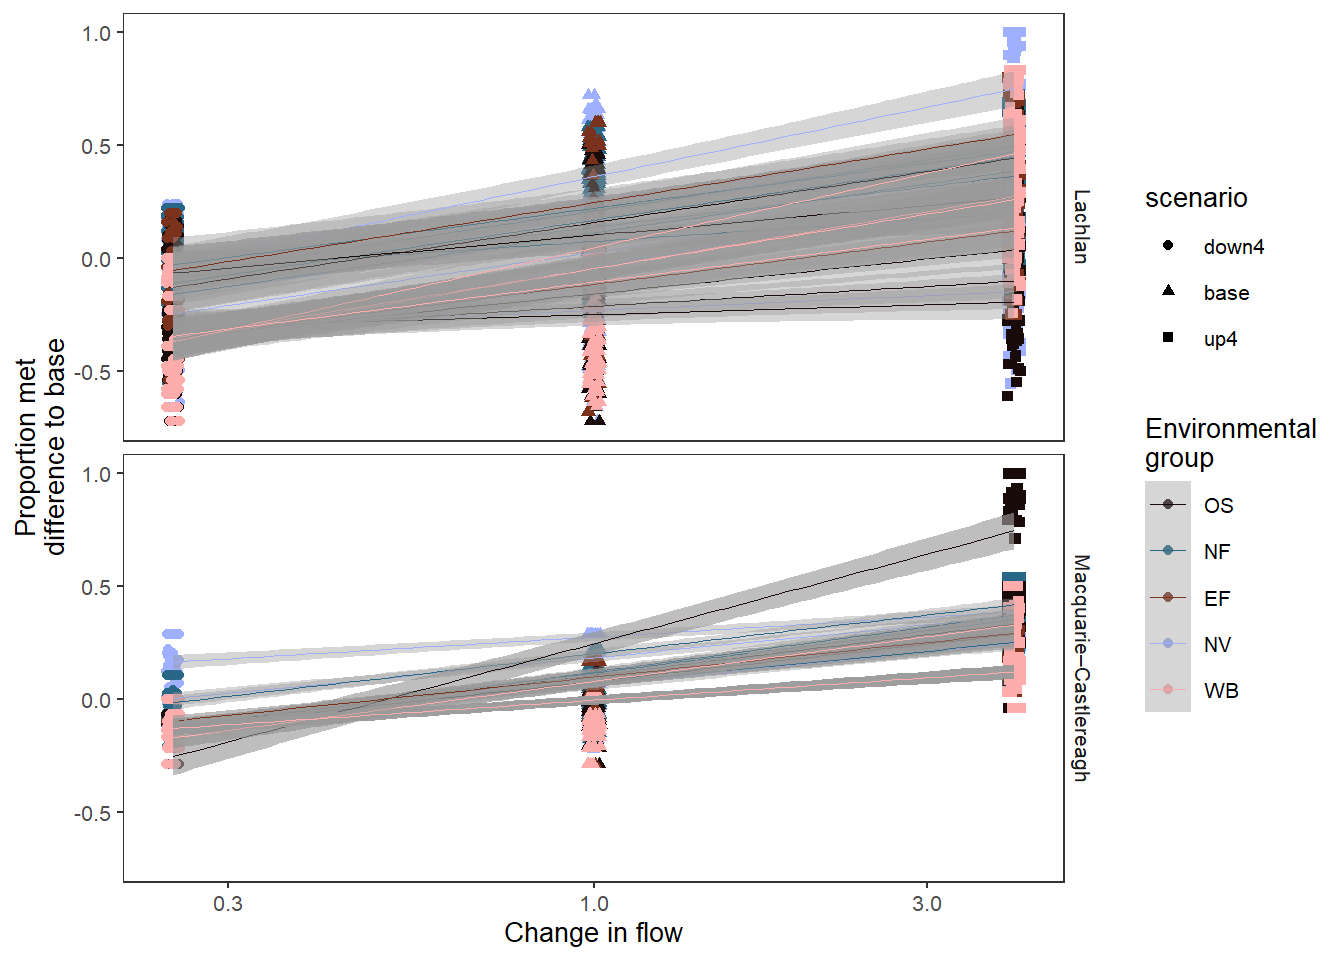 1.0
0.5
0.0
-0.5
Lachlan
1.0
0.5
0.0
-0.5
Macquarie–Castlereagh
0.3
1.0
3.0
Change in flow
Proportion met
difference to base
scenario
down4
base
up4
Environmental
group
OS
NF
EF
NV
WB